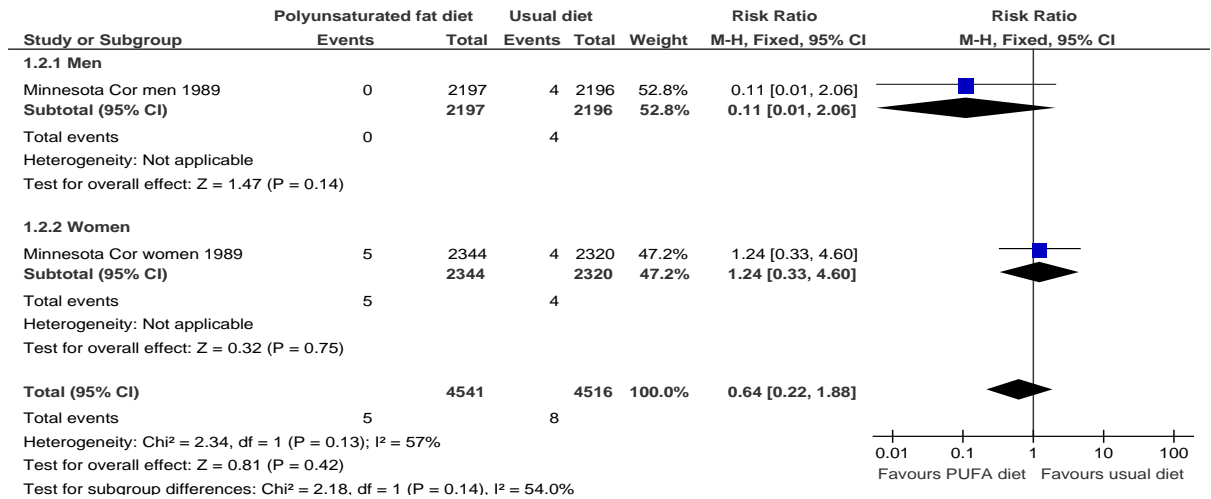 Polyunsaturated fat diet Usual diet Risk Ratio Risk Ratio
Study or Subgroup Events Total Events Total Weight M-H, Fixed, 95% CI M-H, Fixed, 95% CI
1.2.1 Men
Minnesota Cor men 1989 0 2197 4 2196 52.8% 0.11 [0.01, 2.06]
Subtotal (95% CI) 2197 2196 52.8% 0.11 [0.01, 2.06]
Total events 0 4
Heterogeneity: Not applicable
Test for overall effect: Z = 1.47 (P = 0.14)
1.2.2 Women
Minnesota Cor women 1989 5 2344 4 2320 47.2% 1.24 [0.33, 4.60]
Subtotal (95% CI) 2344 2320 47.2% 1.24 [0.33, 4.60]
Total events 5 4
Heterogeneity: Not applicable
Test for overall effect: Z = 0.32 (P = 0.75)
Total (95% CI) 4541 4516 100.0% 0.64 [0.22, 1.88]
Total events 5 8
Heterogeneity: Chi² = 2.34, df = 1 (P = 0.13); I² = 57%
Test for overall effect: Z = 0.81 (P = 0.42)
Test for subgroup differences: Chi² = 2.18, df = 1 (P = 0.14), I² = 54.0%
0.01 0.1 1 10 100
Favours PUFA diet Favours usual diet